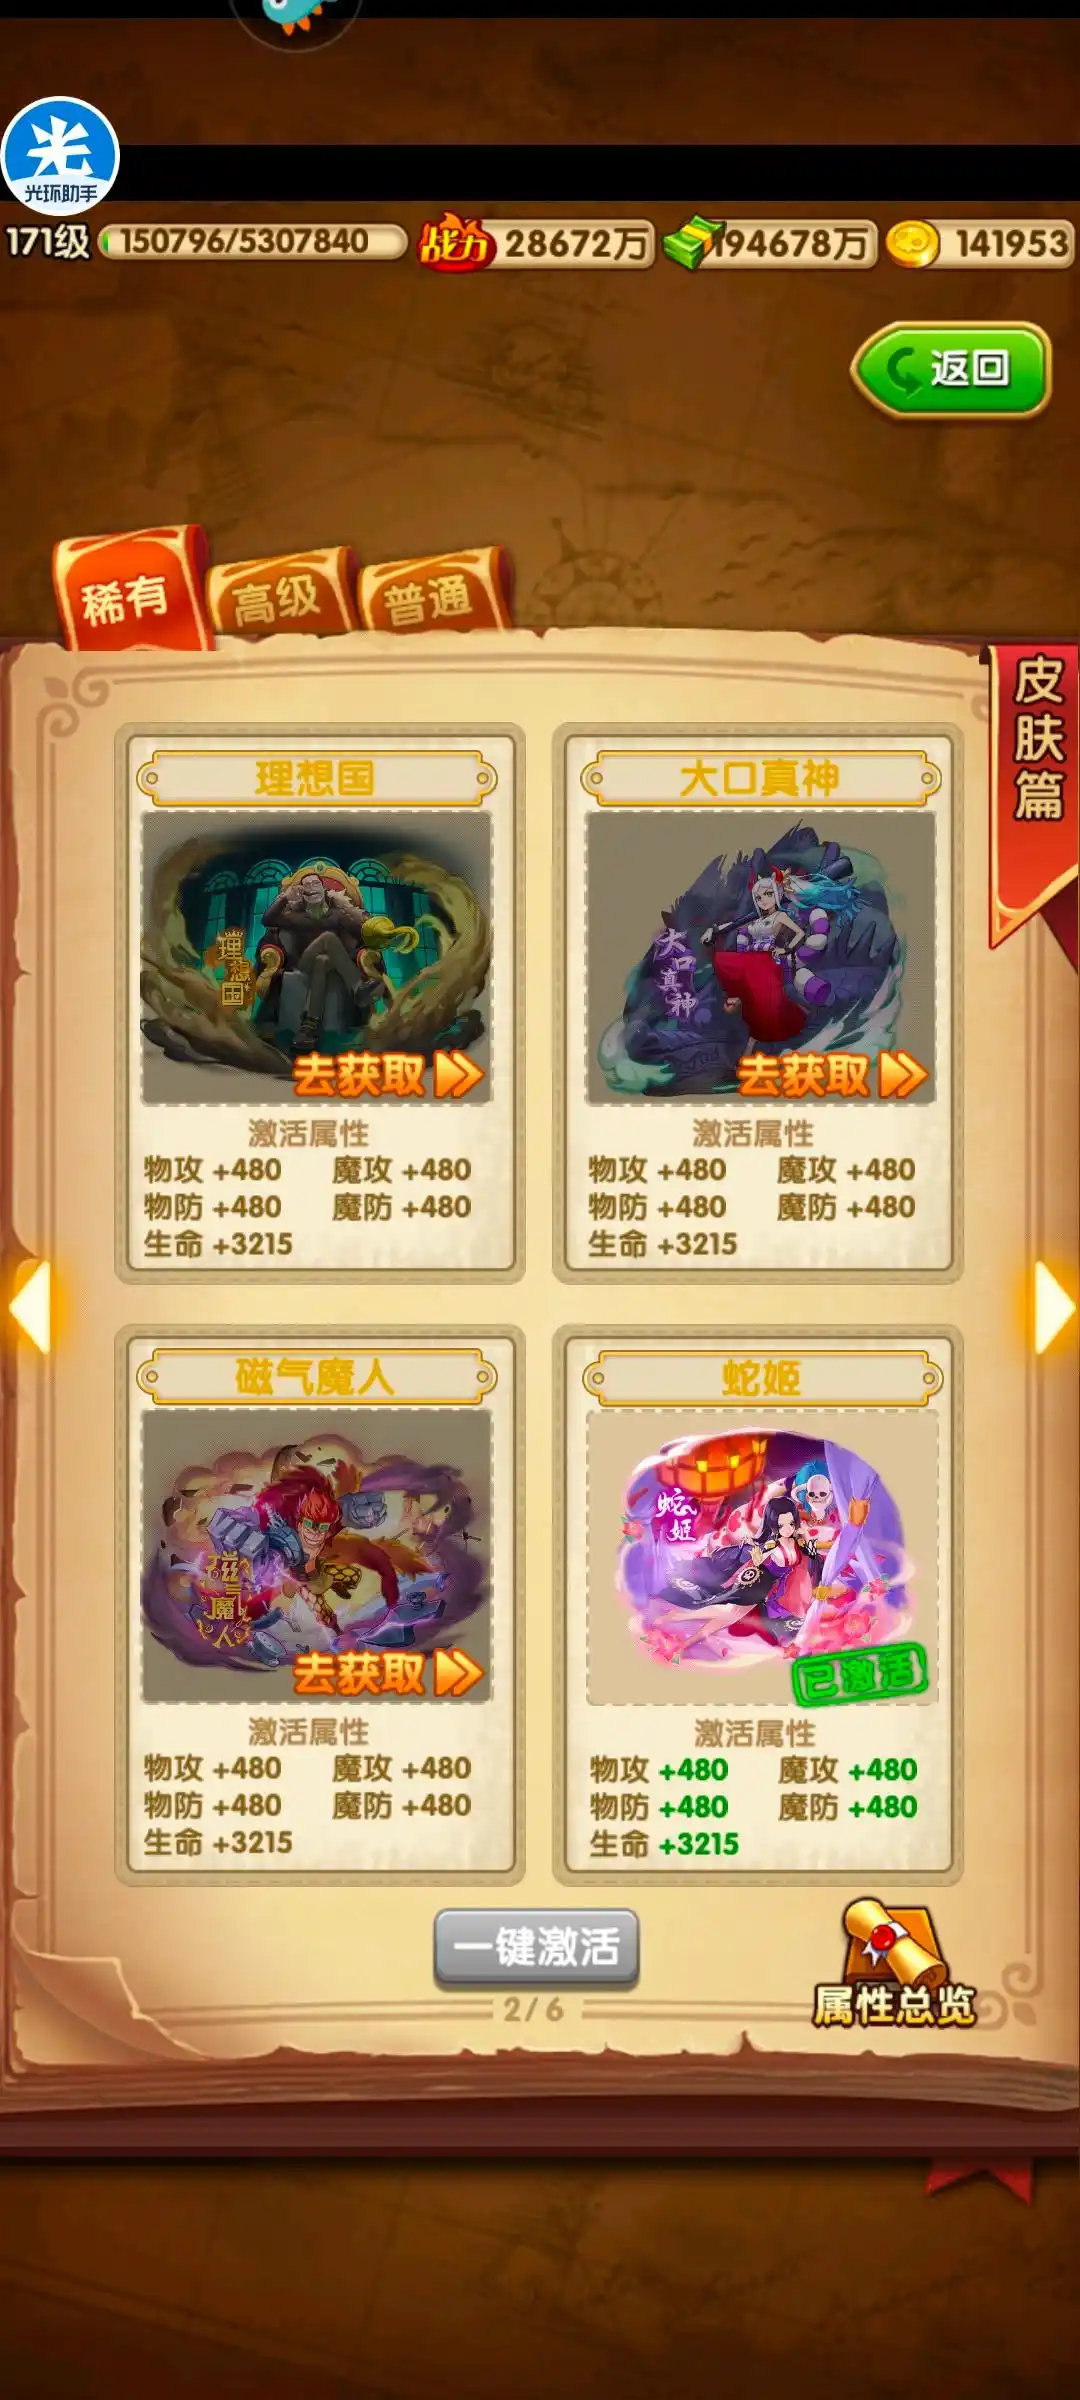 光
光环助手
171级 150796/5307840 战力 28672万 194678万 141953
返回
稀有 高级 普通
皮肤篇
理想国
理想国
去获取
激活属性
物攻 +480 魔攻 +480
物防 +480 魔防 +480
生命 +3215
大口真神
大口真神
去获取
激活属性
物攻 +480 魔攻 +480
物防 +480 魔防 +480
生命 +3215
磁气魔人
磁气魔人
去获取
激活属性
物攻 +480 魔攻 +480
物防 +480 魔防 +480
生命 +3215
蛇姬
蛇姬
已激活
激活属性
物攻 +480 魔攻 +480
物防 +480 魔防 +480
生命 +3215
一键激活
2/6
属性总览